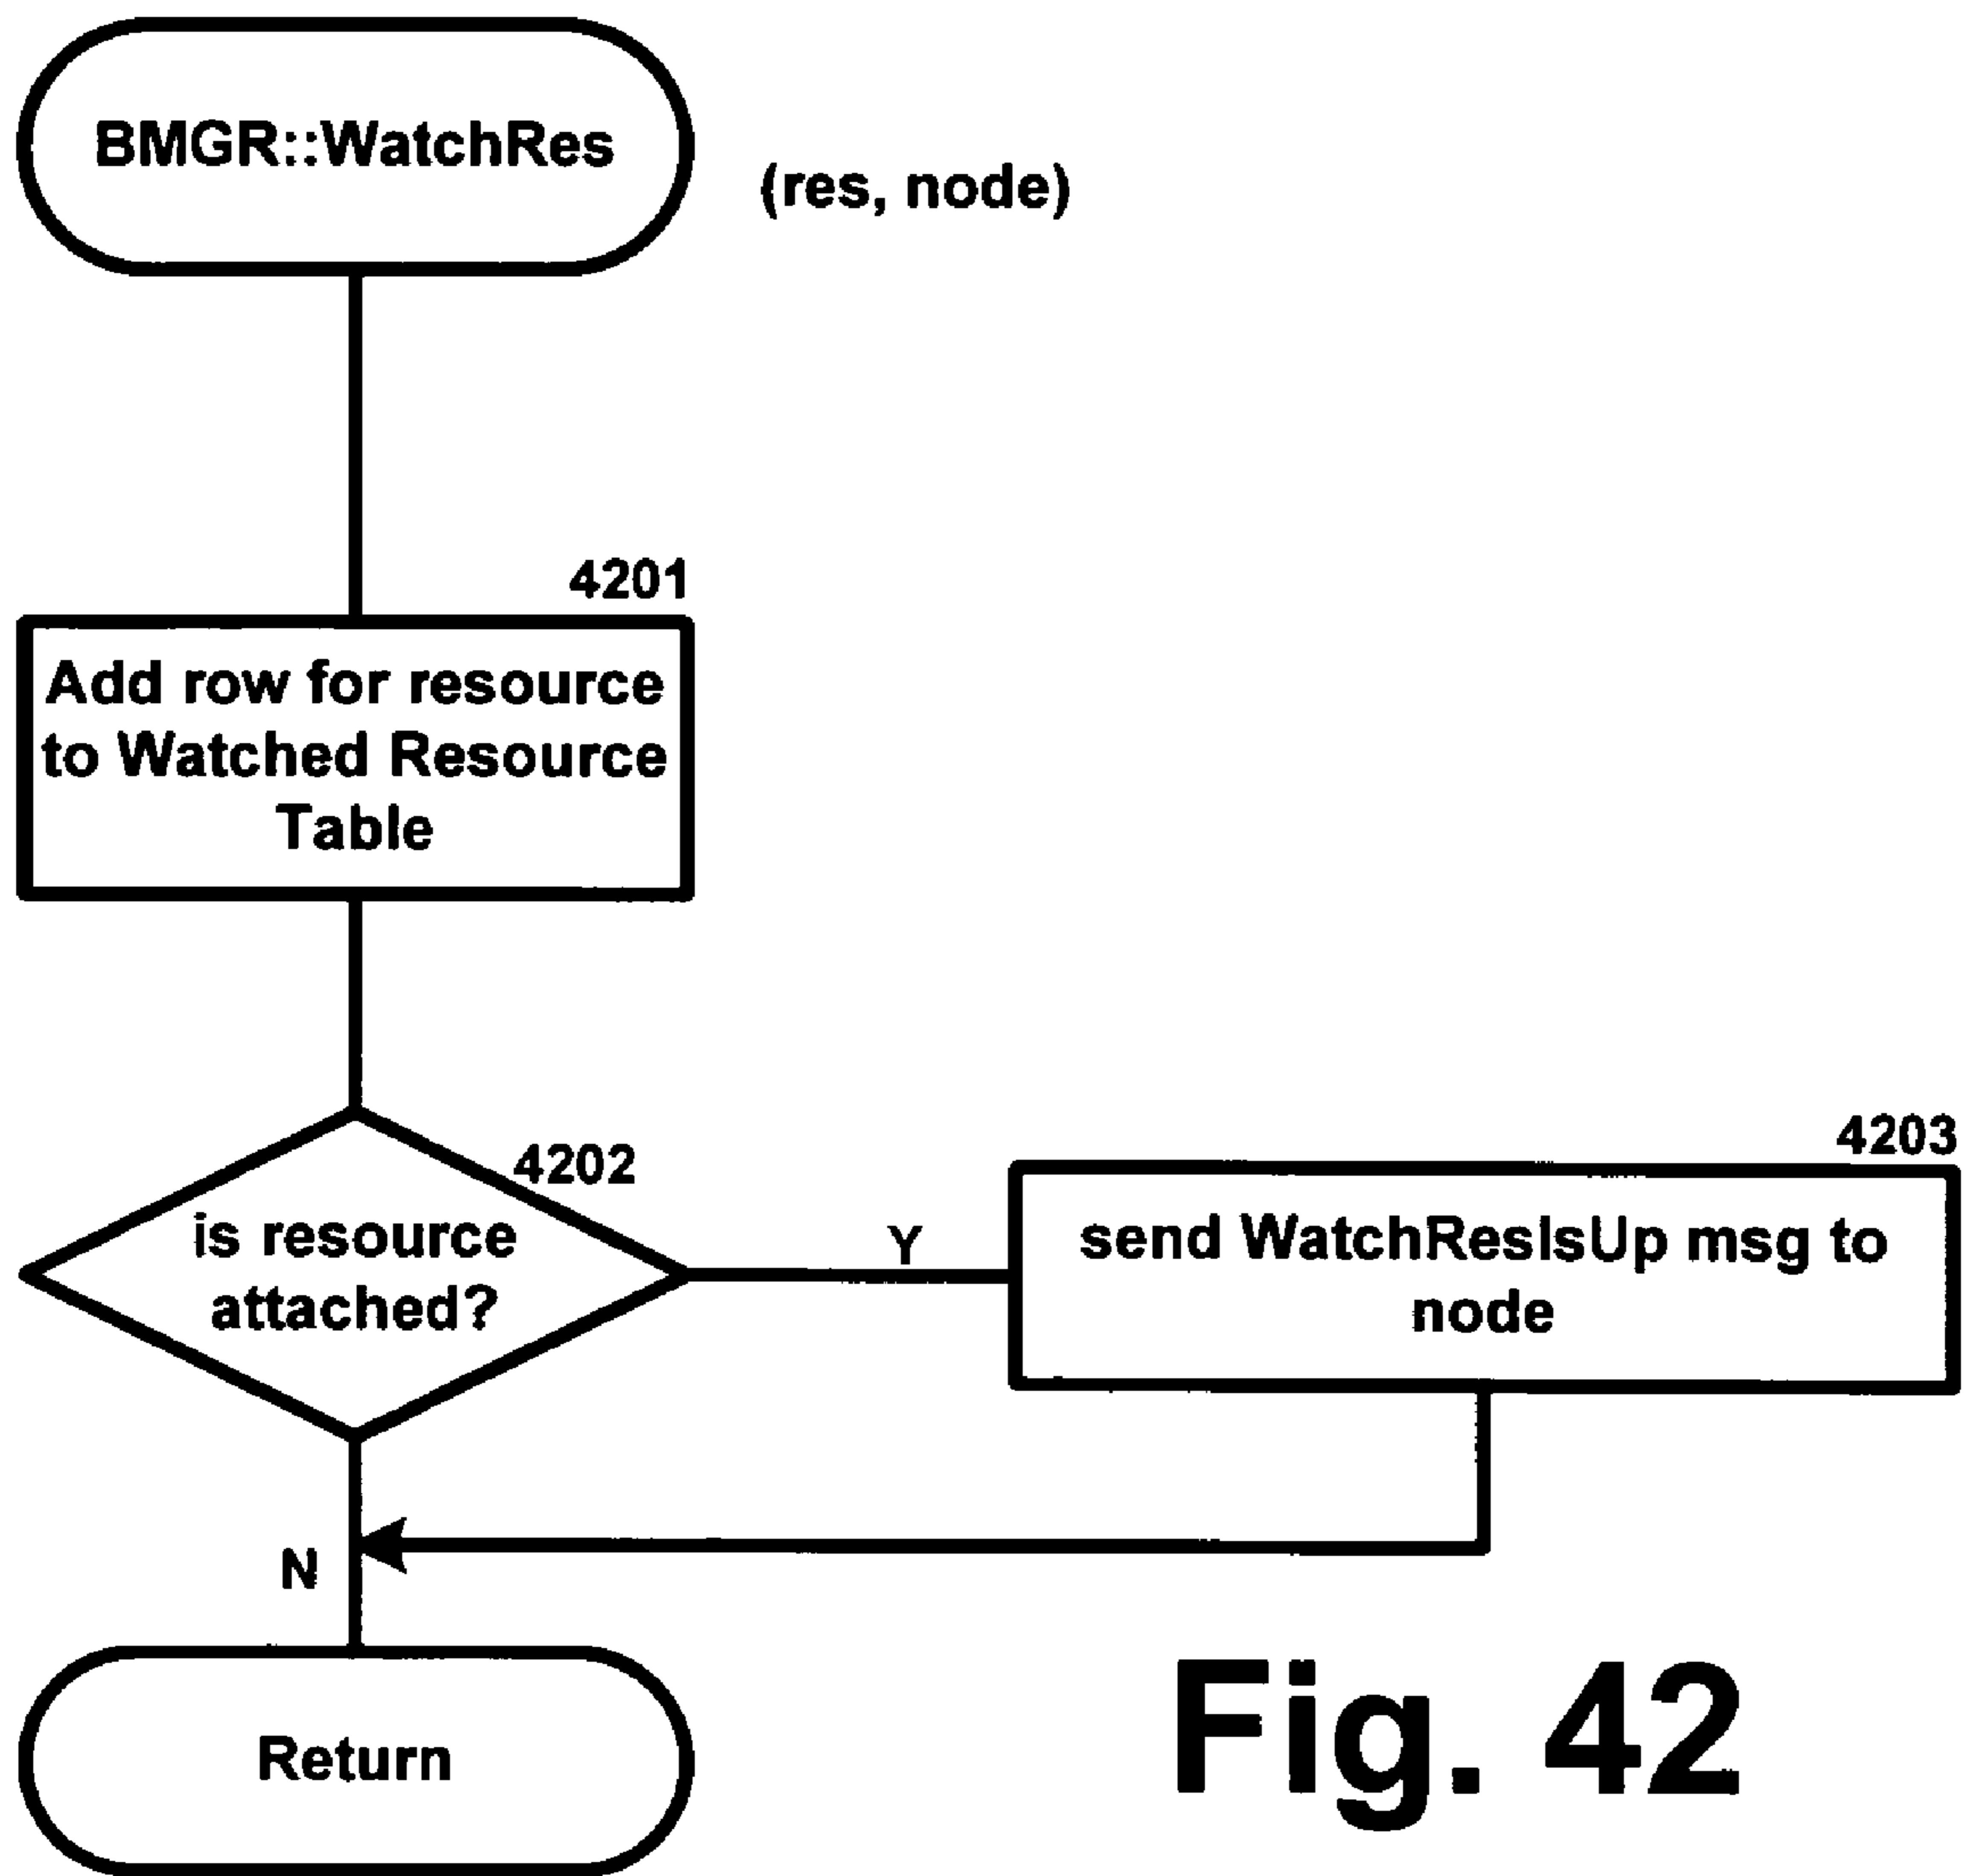 BMGR::WatchRes
(res, node)
4201
Add row for resource
to Watched Resource
Table
4202
is resource
attached?
Y
4203
send WatchResIsUp msg to
node
N
Return
Fig. 42